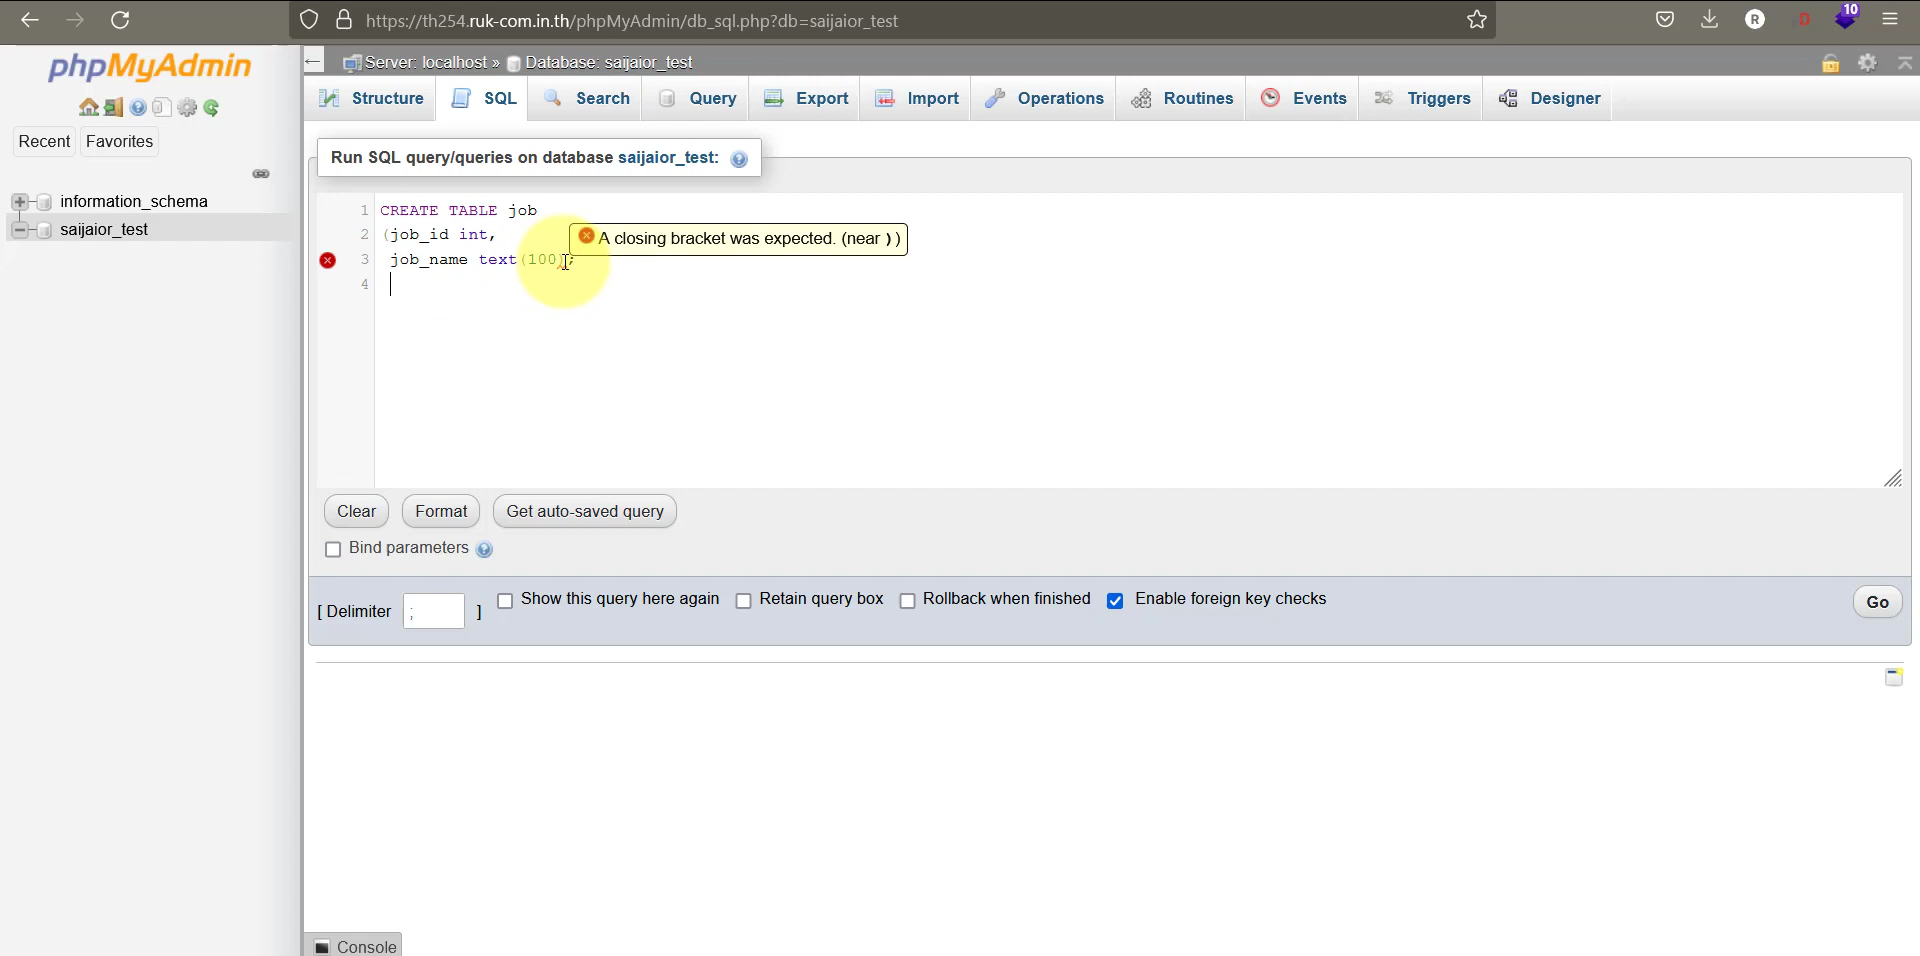 https://th254.ruk-com.in.th/phpMyAdmin/db_sql.php?db=saijaior_test
R
D
10
phpMyAdmin
Server: localhost » Database: saijaior_test
Structure SQL Search Query Export Import Operations Routines Events Triggers Designer
Recent Favorites
Run SQL query/queries on database saijaior_test:
information_schema
saijaior_test
1 CREATE TABLE job
2 (job_id int,
A closing bracket was expected. (near ))
3 job_name text(100);
4
Clear Format Get auto-saved query
Bind parameters
[ Delimiter ; ] Show this query here again Retain query box Rollback when finished Enable foreign key checks Go
Console